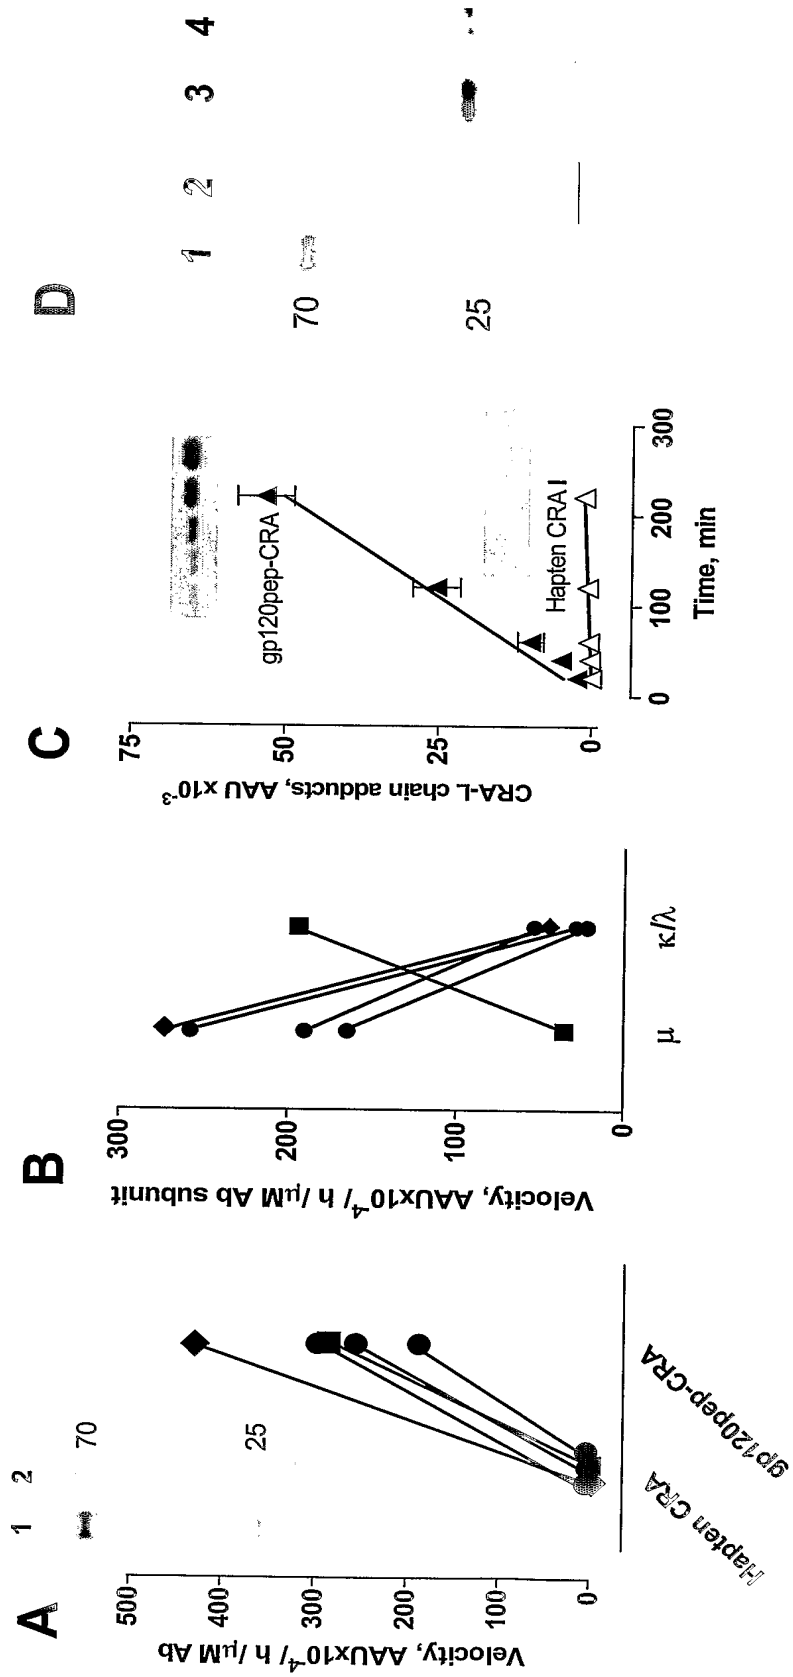 A
1 2
70
25
Velocity, AAUx10⁻⁴/ h / μM Ab
500
400
300
200
100
0
Hapten CRA
gp120pep-CRA
B
Velocity, AAUx10⁻⁴/ h / μM Ab subunit
300
200
100
0
μ
κ/λ
C
CRA-L chain adducts, AAU x10⁻³
75
50
25
0
gp120pep-CRA
Hapten CRA I
0 100 200 300
Time, min
D
1 2 3 4
70
25